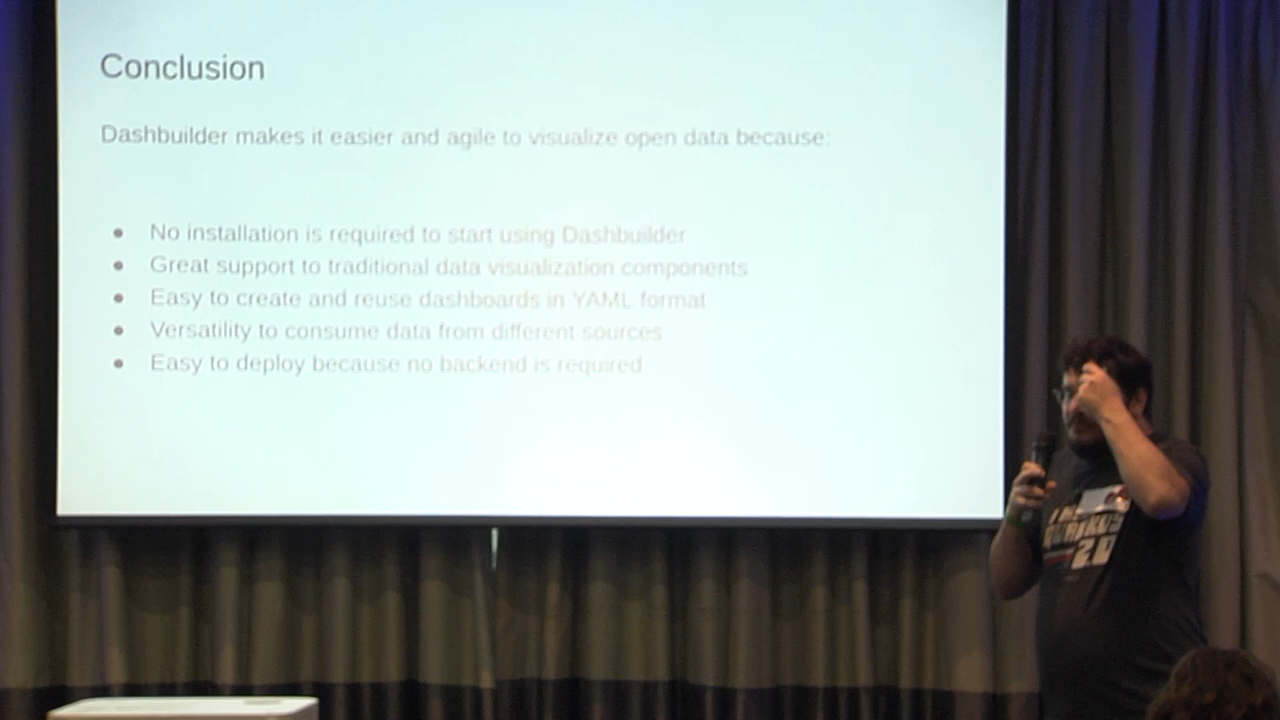 Conclusion
Dashbuilder makes it easier and agile to visualize open data because:
No installation is required to start using Dashbuilder
Great support to traditional data visualization components
Easy to create and reuse dashboards in YAML format
Versatility to consume data from different sources
Easy to deploy because no backend is required
2.0